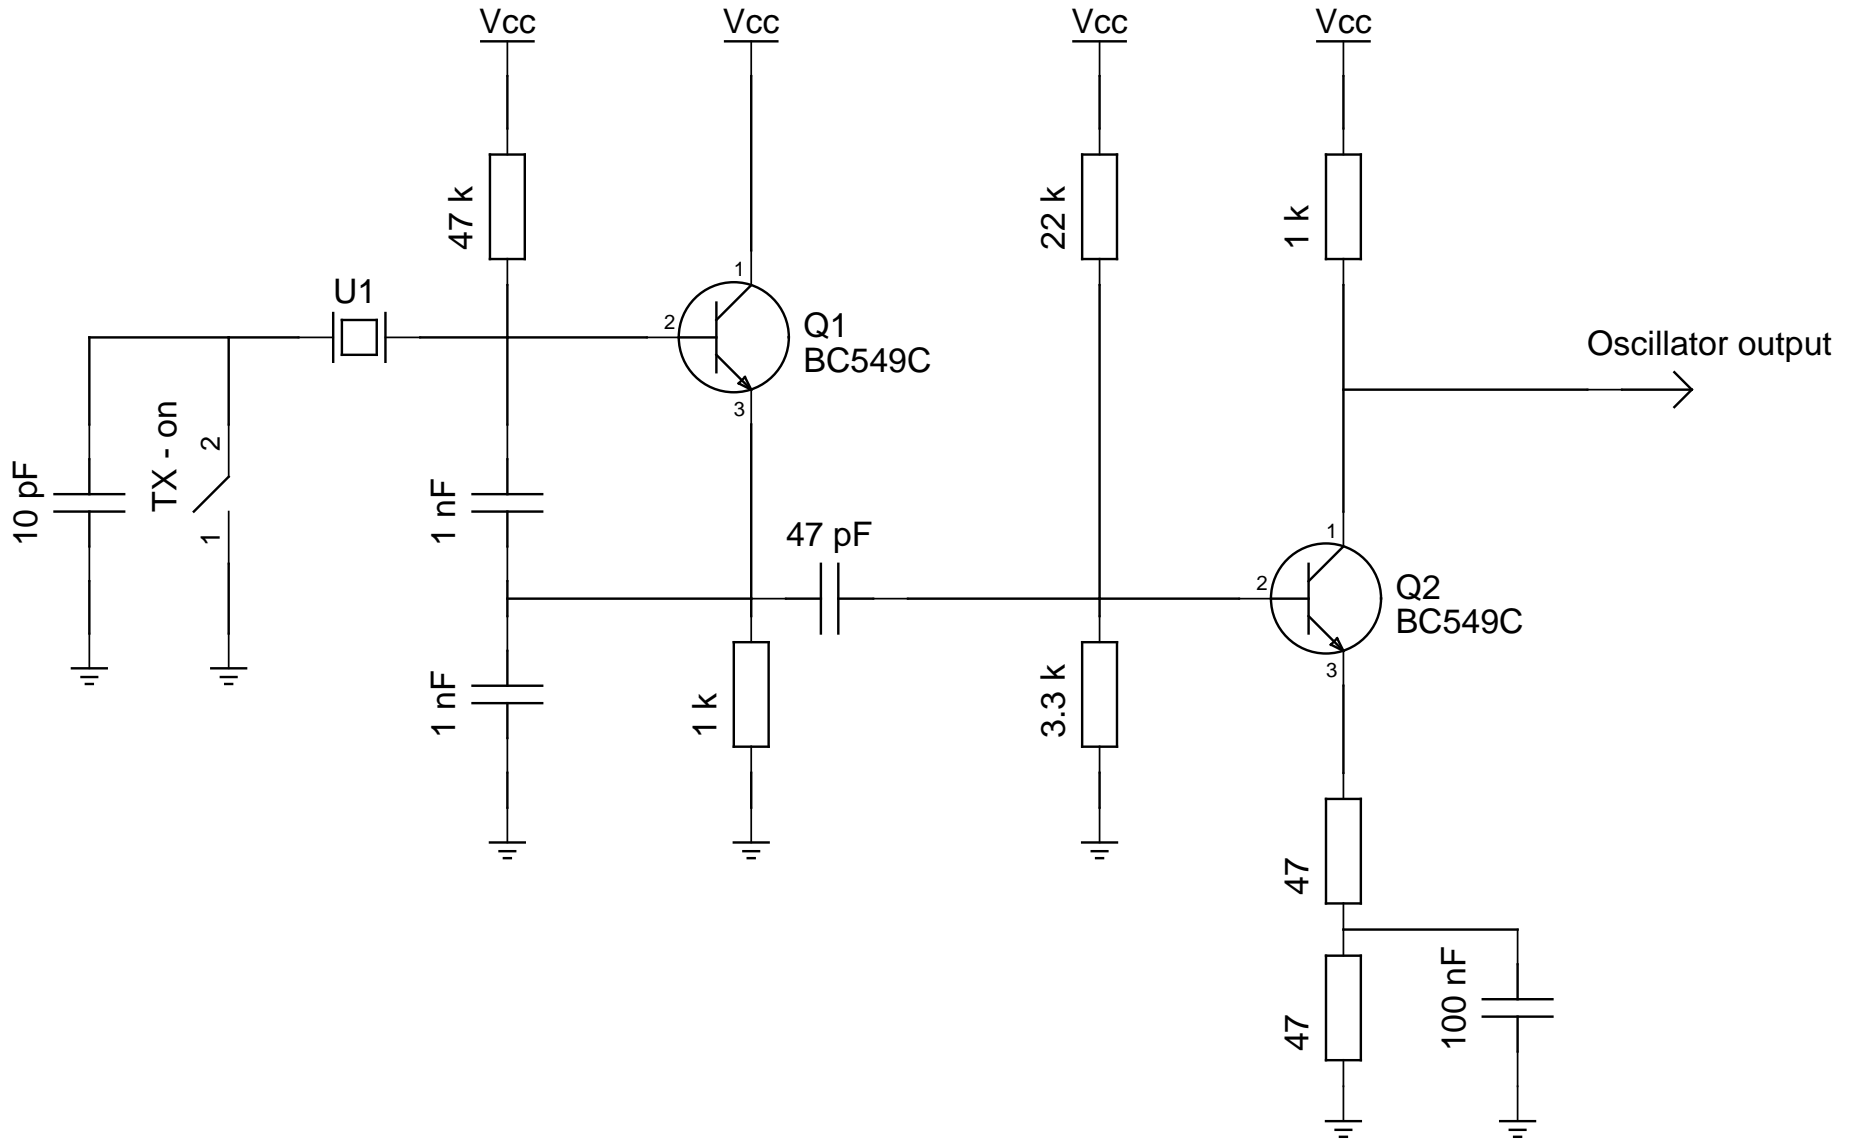 Vcc
Vcc
Vcc
Vcc
47 k
22 k
1 k
U1
1
2
Q1
BC549C
3
Oscillator output
10 pF
TX - on
2
1
1 nF
47 pF
1
2
Q2
BC549C
3
1 nF
1 k
3.3 k
47
47
100 nF